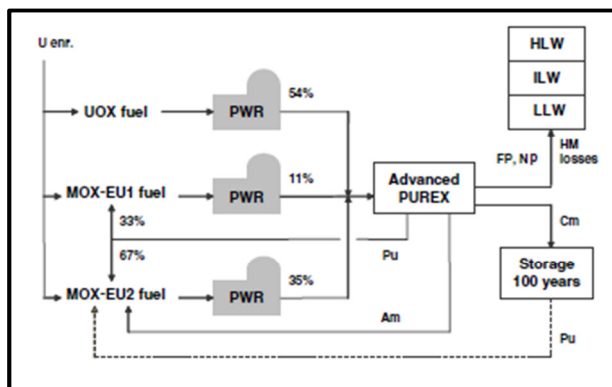 U enr.
HLW
ILW
LLW
UOX fuel
PWR
54%
FP, Np
HM
losses
MOX-EU1 fuel
PWR
11%
Advanced
PUREX
33%
67%
Pu
Cm
MOX-EU2 fuel
PWR
35%
Storage
100 years
Am
Pu